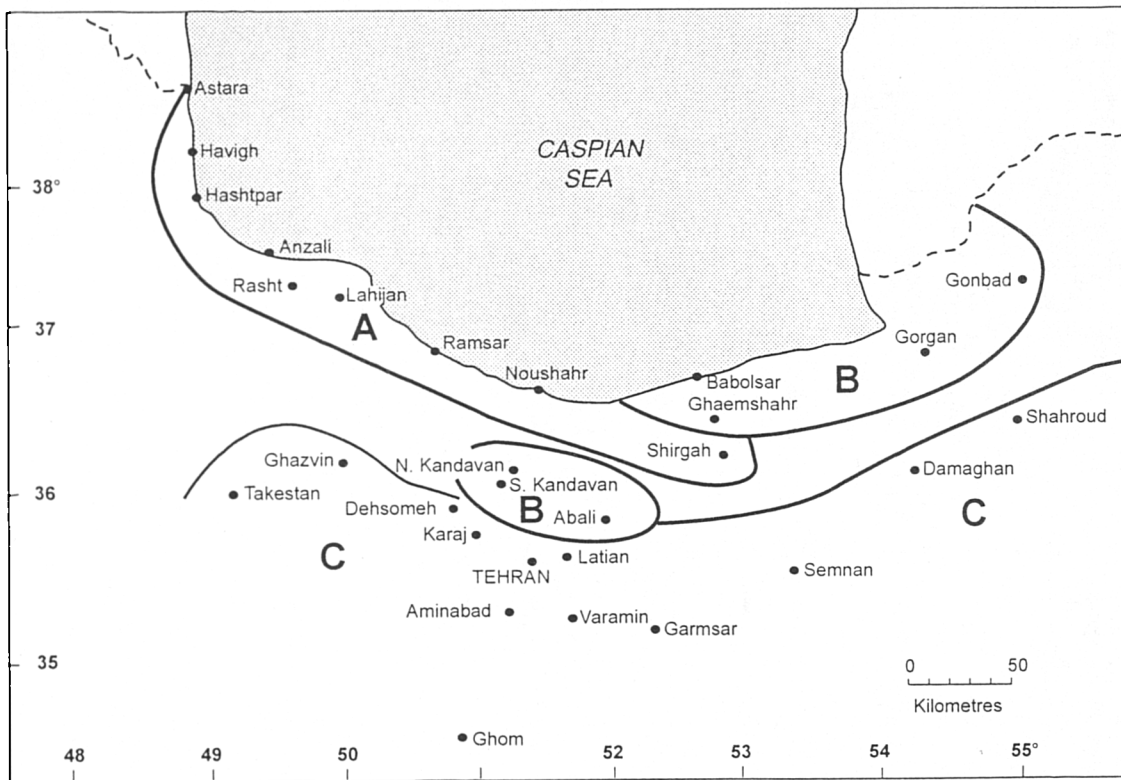 Astara
CASPIAN
SEA
Havigh
38°
Hashtpar
Anzali
Rasht
Lahijan
Gonbad
37
A
Ramsar
Gorgan
Noushahr
Babolsar
B
Ghaemshahr
Shahroud
Shirgah
Ghazvin
N. Kandavan
Damaghan
S. Kandavan
36
Takestan
Dehsomeh
B
Abali
C
Karaj
C
Latian
TEHRAN
Semnan
Aminabad
Varamin
Garmsar
35
0 50
Kilometres
Ghom
48 49 50 52 53 54 55°